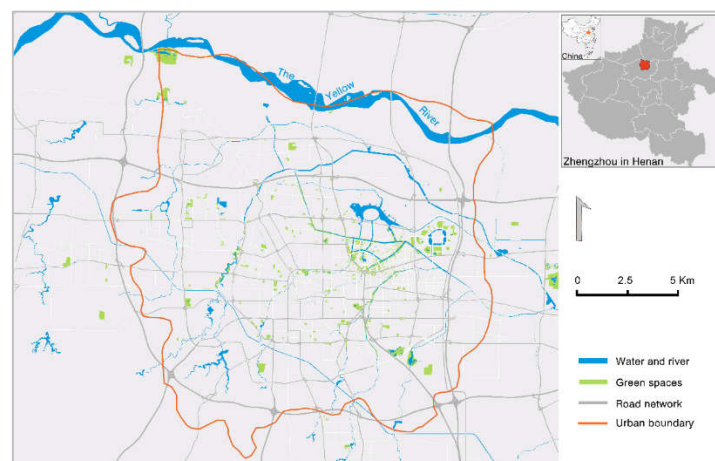 The
Yellow
River
China
Zhengzhou in Henan
0 2.5 5 Km
Water and river
Green spaces
Road network
Urban boundary